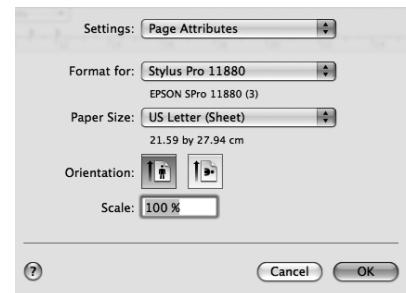 Settings: Page Attributes
Format for: Stylus Pro 11880
EPSON SPro 11880 (3)
Paper Size: US Letter (Sheet)
21.59 by 27.94 cm
Orientation:
Scale: 100 %
? Cancel OK